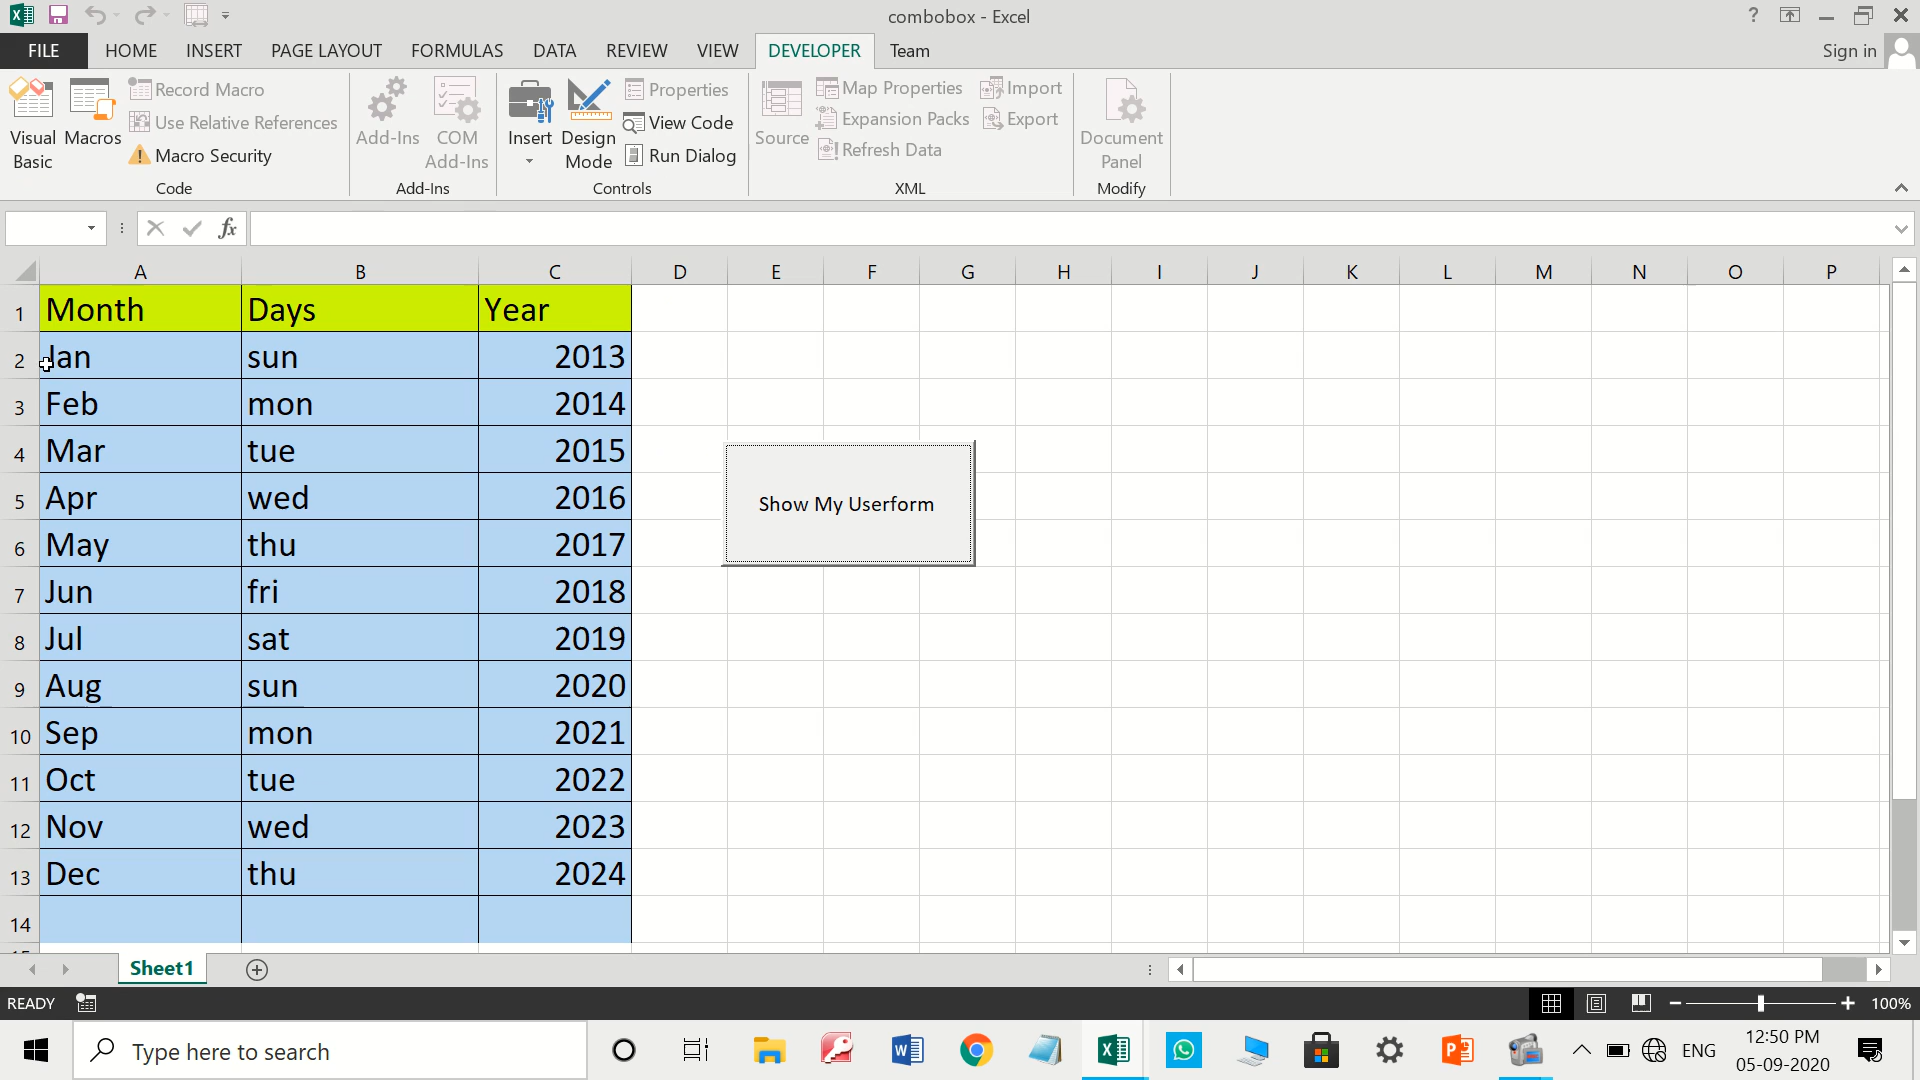 combobox - Excel
?
FILE HOME INSERT PAGE LAYOUT FORMULAS DATA REVIEW VIEW DEVELOPER Team Sign in
Visual Basic
Macros
Record Macro
Use Relative References
Macro Security
Code
Add-Ins
COM Add-Ins
Add-Ins
Insert
Design Mode
Properties
View Code
Run Dialog
Controls
Source
Map Properties
Expansion Packs
Refresh Data
Import
Export
XML
Document Panel
Modify
fx
A B C D E F G H I J K L M N O P
1 Month Days Year
2 Jan sun 2013
3 Feb mon 2014
4 Mar tue 2015
5 Apr wed 2016
6 May thu 2017
7 Jun fri 2018
8 Jul sat 2019
9 Aug sun 2020
10 Sep mon 2021
11 Oct tue 2022
12 Nov wed 2023
13 Dec thu 2024
14
Show My Userform
Sheet1
READY 100%
Type here to search
ENG
12:50 PM
05-09-2020